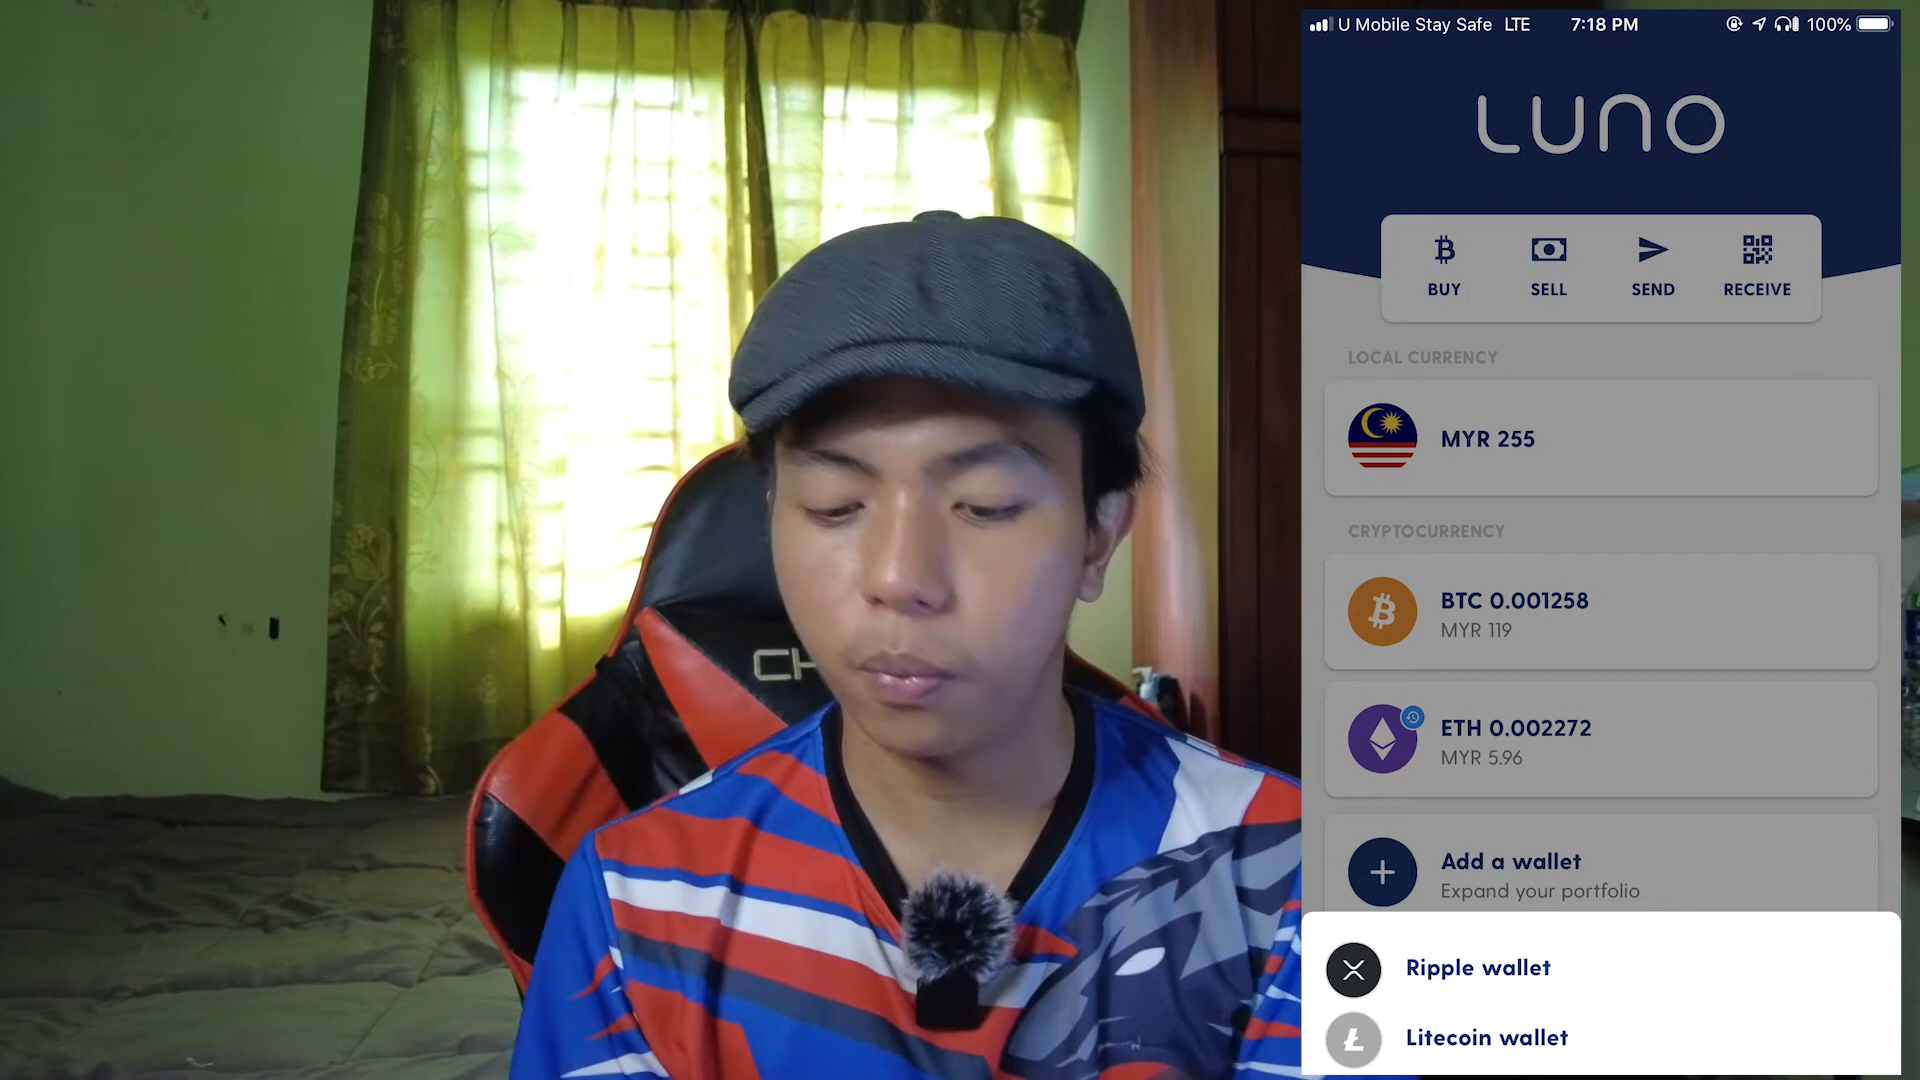 U Mobile Stay Safe LTE 7:18 PM 100%
LUNO
BUY SELL SEND RECEIVE
LOCAL CURRENCY
MYR 255
CRYPTOCURRENCY
BTC 0.001258
MYR 119
ETH 0.002272
MYR 5.96
Add a wallet
Expand your portfolio
Ripple wallet
Litecoin wallet
CH